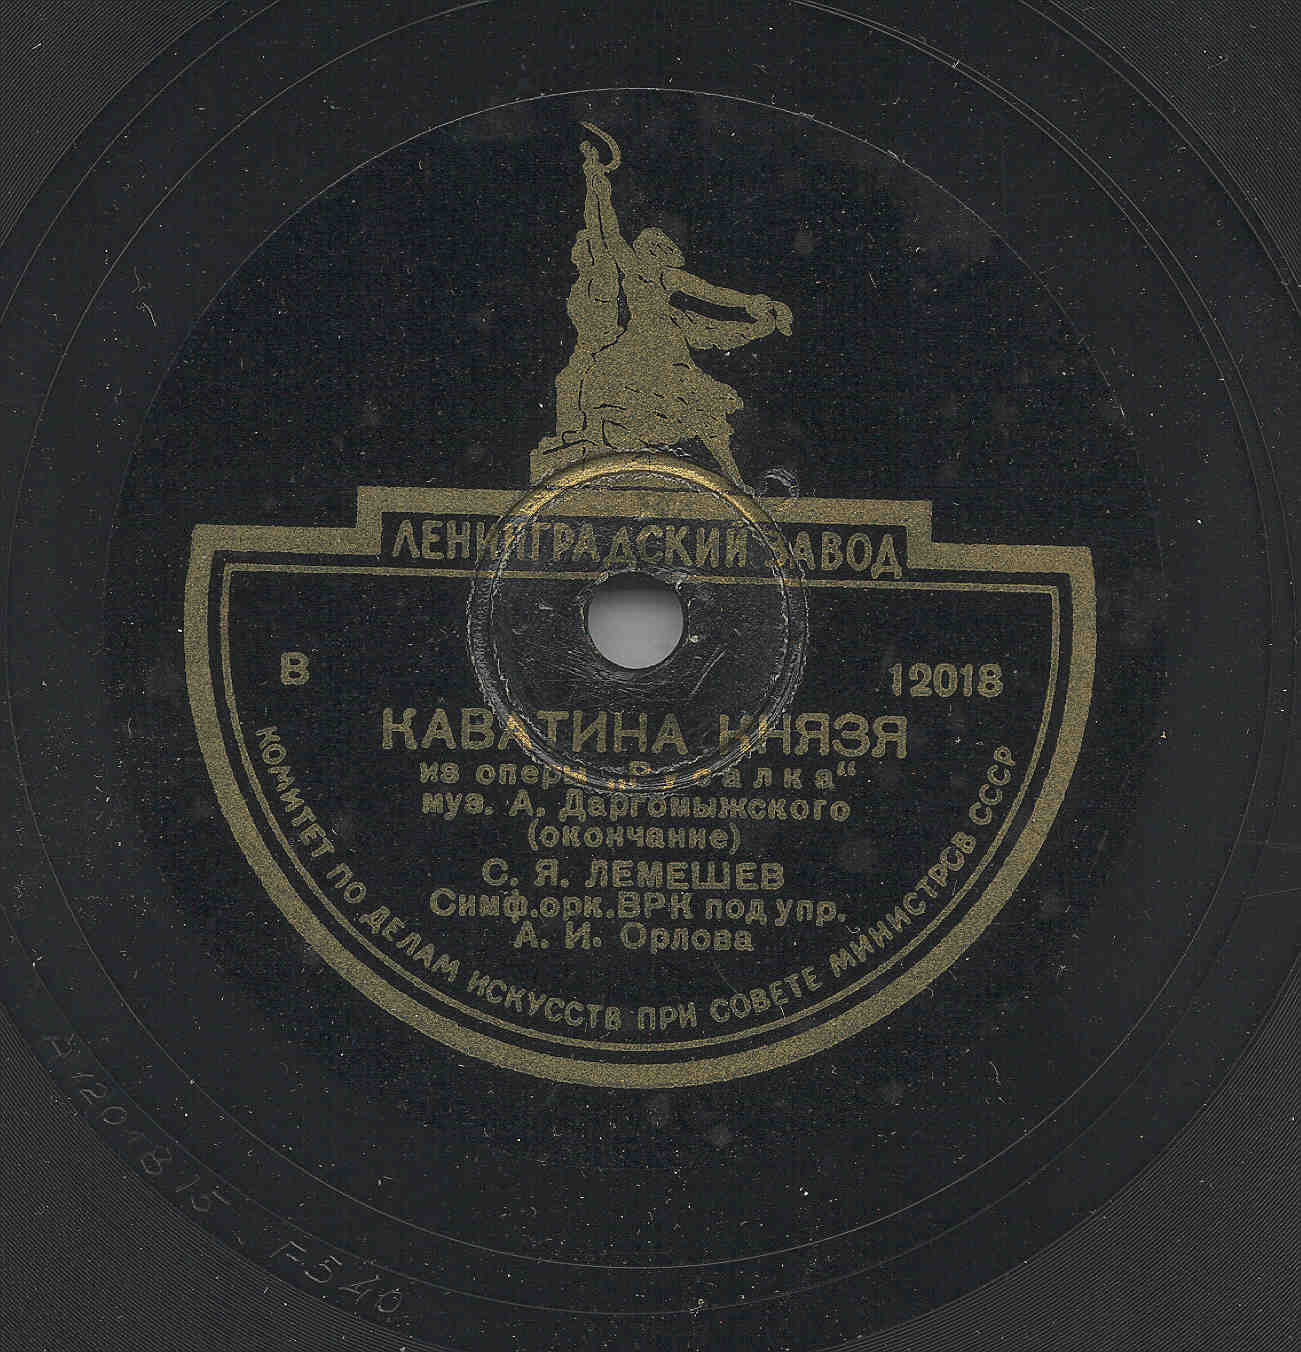 ЛЕНИНГРАДСКИЙ ЗАВОД
В 12018
КАВАТИНА КНЯЗЯ
из оперы „Русалка“
муз. А. Даргомыжского
(окончание)
С. Я. ЛЕМЕШЕВ
Симф.орк.ВРК под упр.
А. И. Орлова
КОМИТЕТ ПО ДЕЛАМ ИСКУССТВ ПРИ СОВЕТЕ МИНИСТРОВ СССР